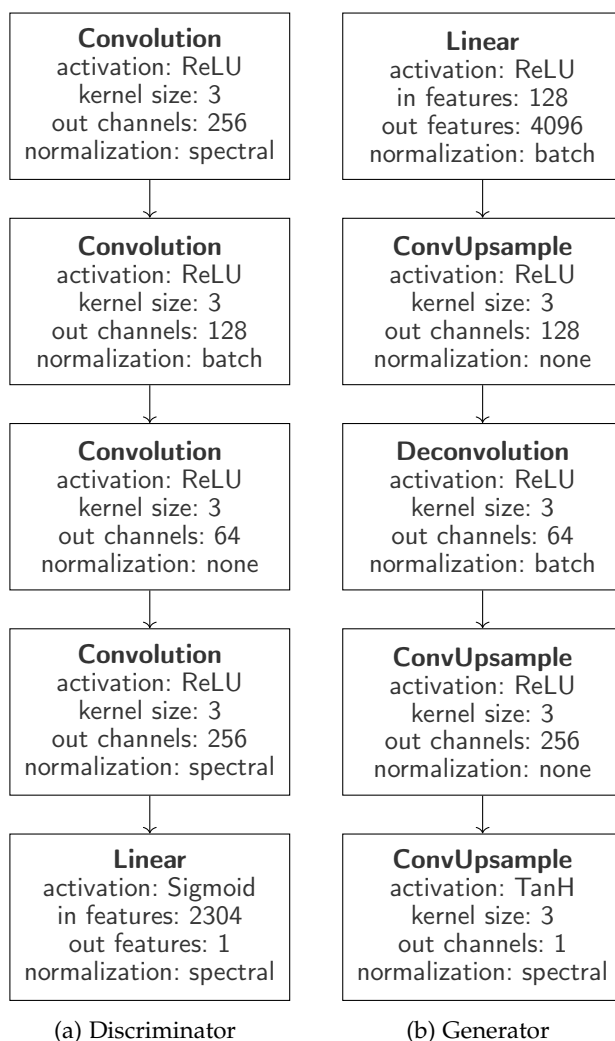 Convolution
activation: ReLU
kernel size: 3
out channels: 256
normalization: spectral
Convolution
activation: ReLU
kernel size: 3
out channels: 128
normalization: batch
Convolution
activation: ReLU
kernel size: 3
out channels: 64
normalization: none
Convolution
activation: ReLU
kernel size: 3
out channels: 256
normalization: spectral
Linear
activation: Sigmoid
in features: 2304
out features: 1
normalization: spectral
(a) Discriminator
Linear
activation: ReLU
in features: 128
out features: 4096
normalization: batch
ConvUpsample
activation: ReLU
kernel size: 3
out channels: 128
normalization: none
Deconvolution
activation: ReLU
kernel size: 3
out channels: 64
normalization: batch
ConvUpsample
activation: ReLU
kernel size: 3
out channels: 256
normalization: none
ConvUpsample
activation: TanH
kernel size: 3
out channels: 1
normalization: spectral
(b) Generator